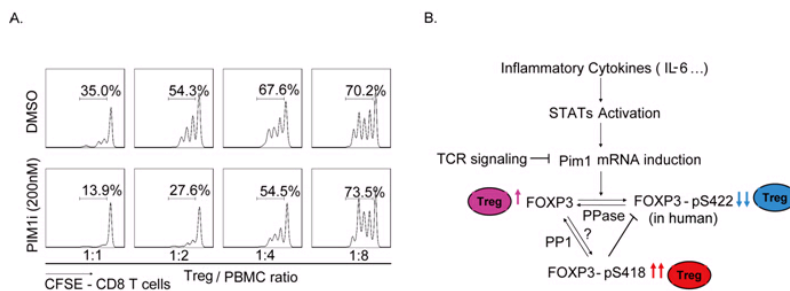 A.
DMSO
35.0%
54.3%
67.6%
70.2%
PIM1i (200nM)
13.9%
27.6%
54.5%
73.5%
1:1
1:2
1:4
1:8
Treg / PBMC ratio
CFSE - CD8 T cells
B.
Inflammatory Cytokines ( IL-6 ...)
STATs Activation
TCR signaling
Pim1 mRNA induction
Treg
FOXP3
FOXP3 - pS422
Treg
PPase
(in human)
?
PP1
FOXP3- pS418
Treg